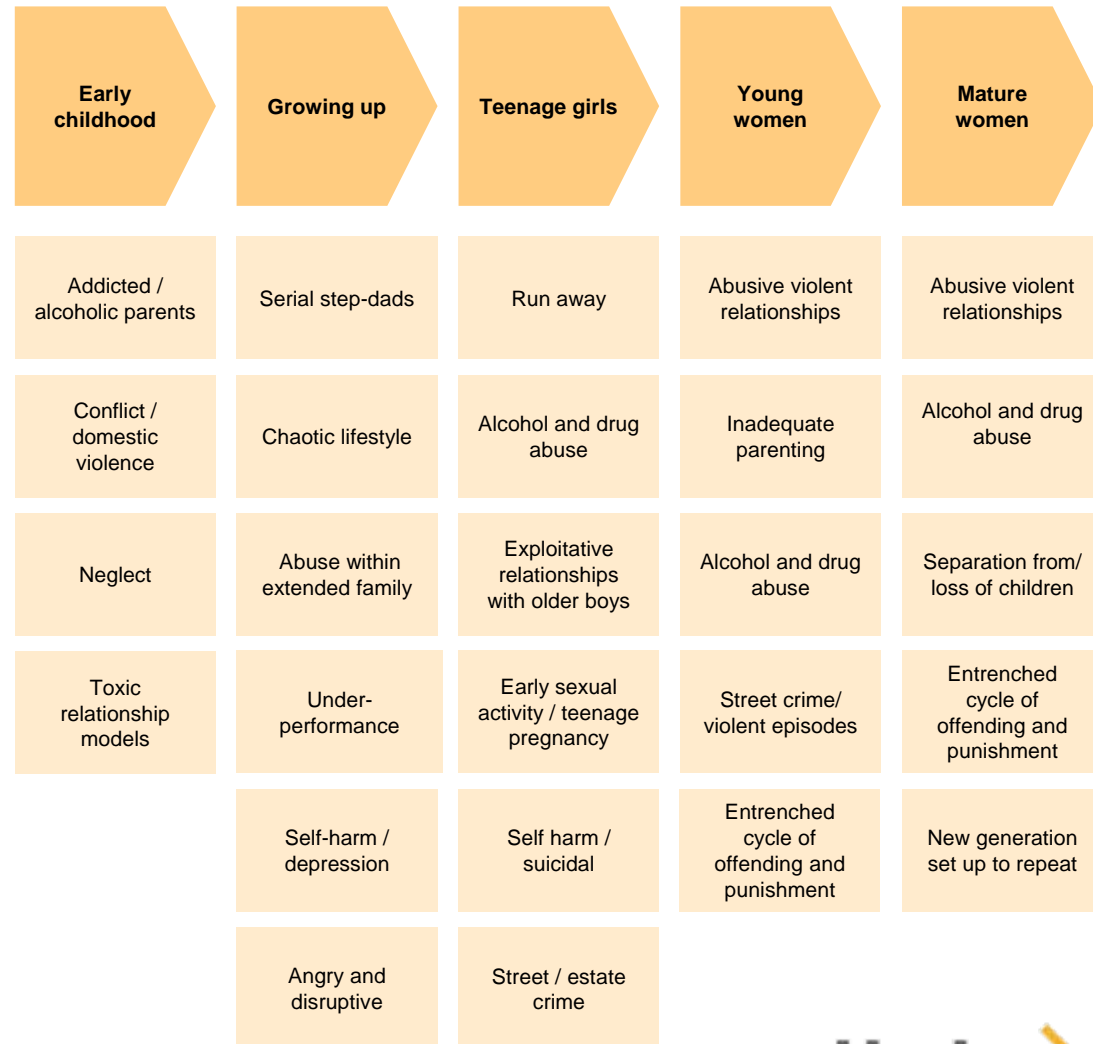 Early
childhood
Growing up
Teenage girls
Young
women
Mature
women
Addicted /
alcoholic parents
Serial step-dads
Run away
Abusive violent
relationships
Abusive violent
relationships
Conflict /
domestic
violence
Chaotic lifestyle
Alcohol and drug
abuse
Inadequate
parenting
Alcohol and drug
abuse
Neglect
Abuse within
extended family
Exploitative
relationships
with older boys
Alcohol and drug
abuse
Separation from/
loss of children
Toxic
relationship
models
Under-
performance
Early sexual
activity / teenage
pregnancy
Street crime/
violent episodes
Entrenched
cycle of
offending and
punishment
Self-harm /
depression
Self harm /
suicidal
Entrenched
cycle of
offending and
punishment
New generation
set up to repeat
Angry and
disruptive
Street / estate
crime